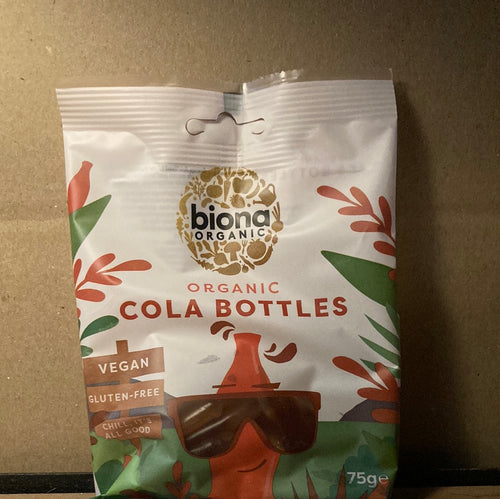 biona
ORGANIC
ORGANIC
COLA BOTTLES
VEGAN
GLUTEN-FREE
CHILL, IT'S
ALL GOOD
75g℮